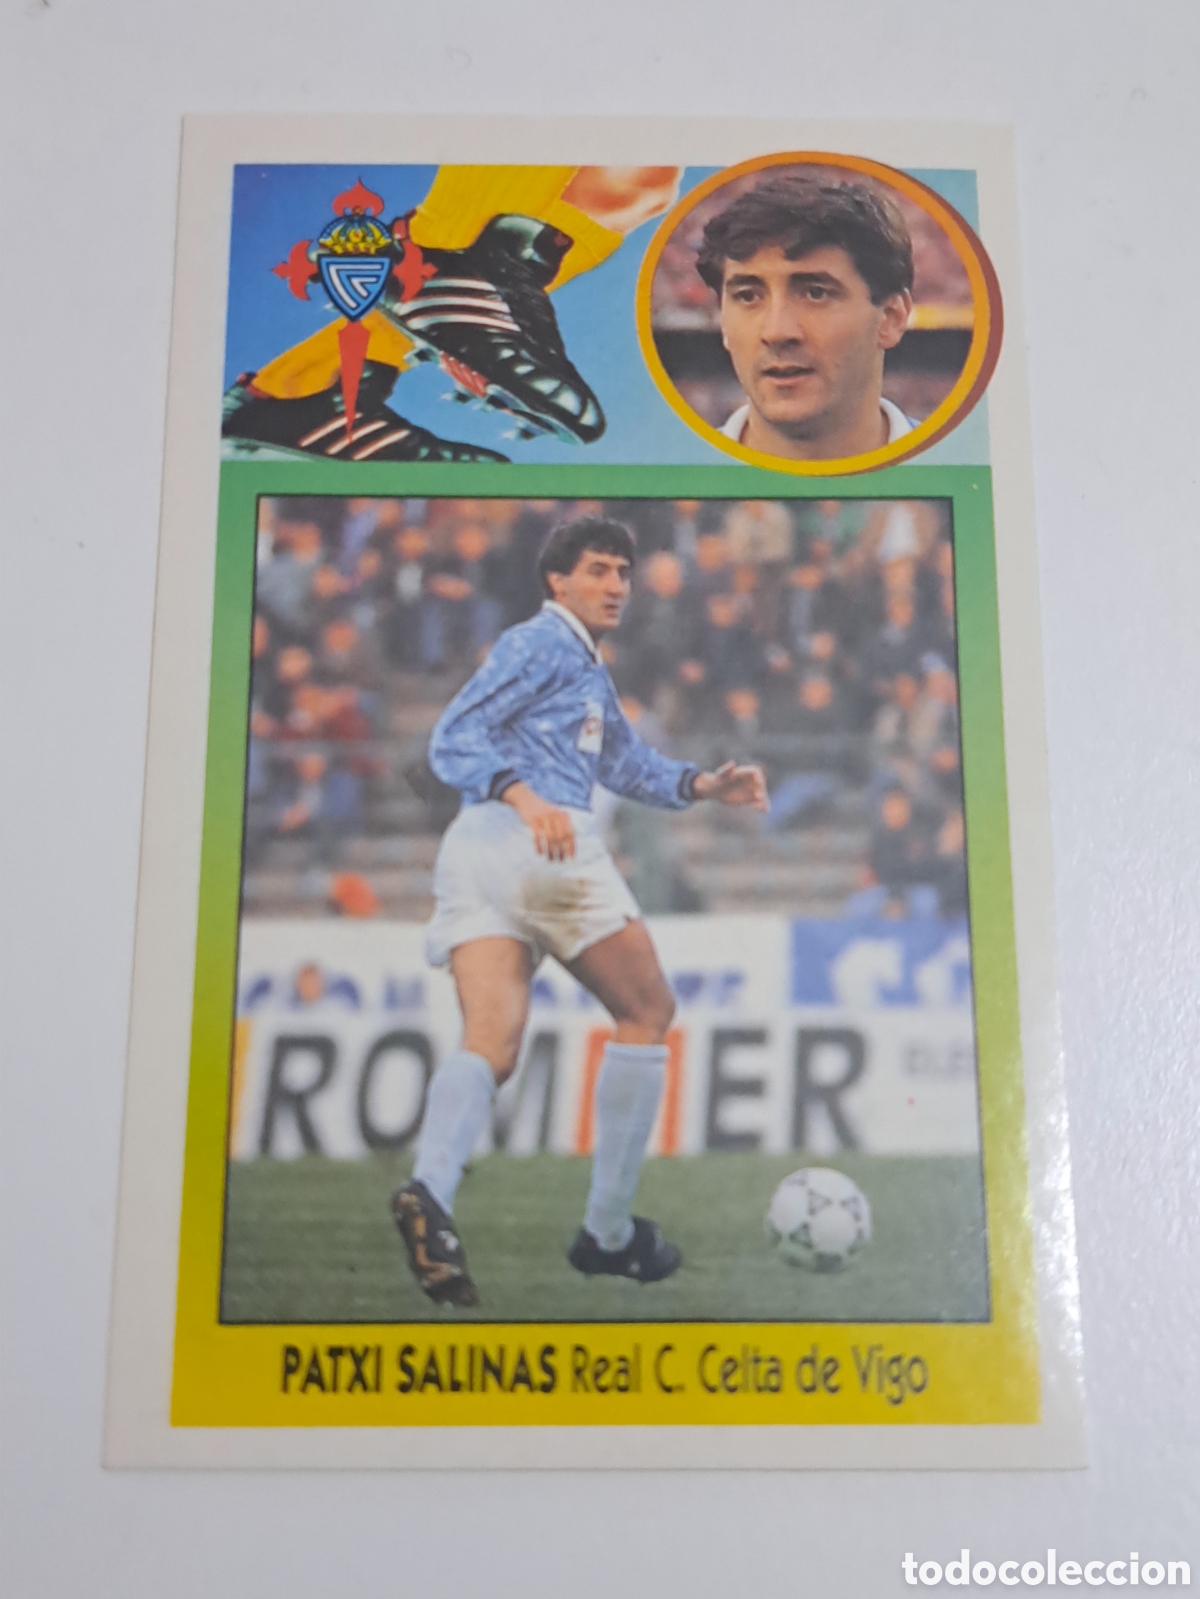 ROMMER
PATXI SALINAS Real C. Celta de Vigo
todocoleccion